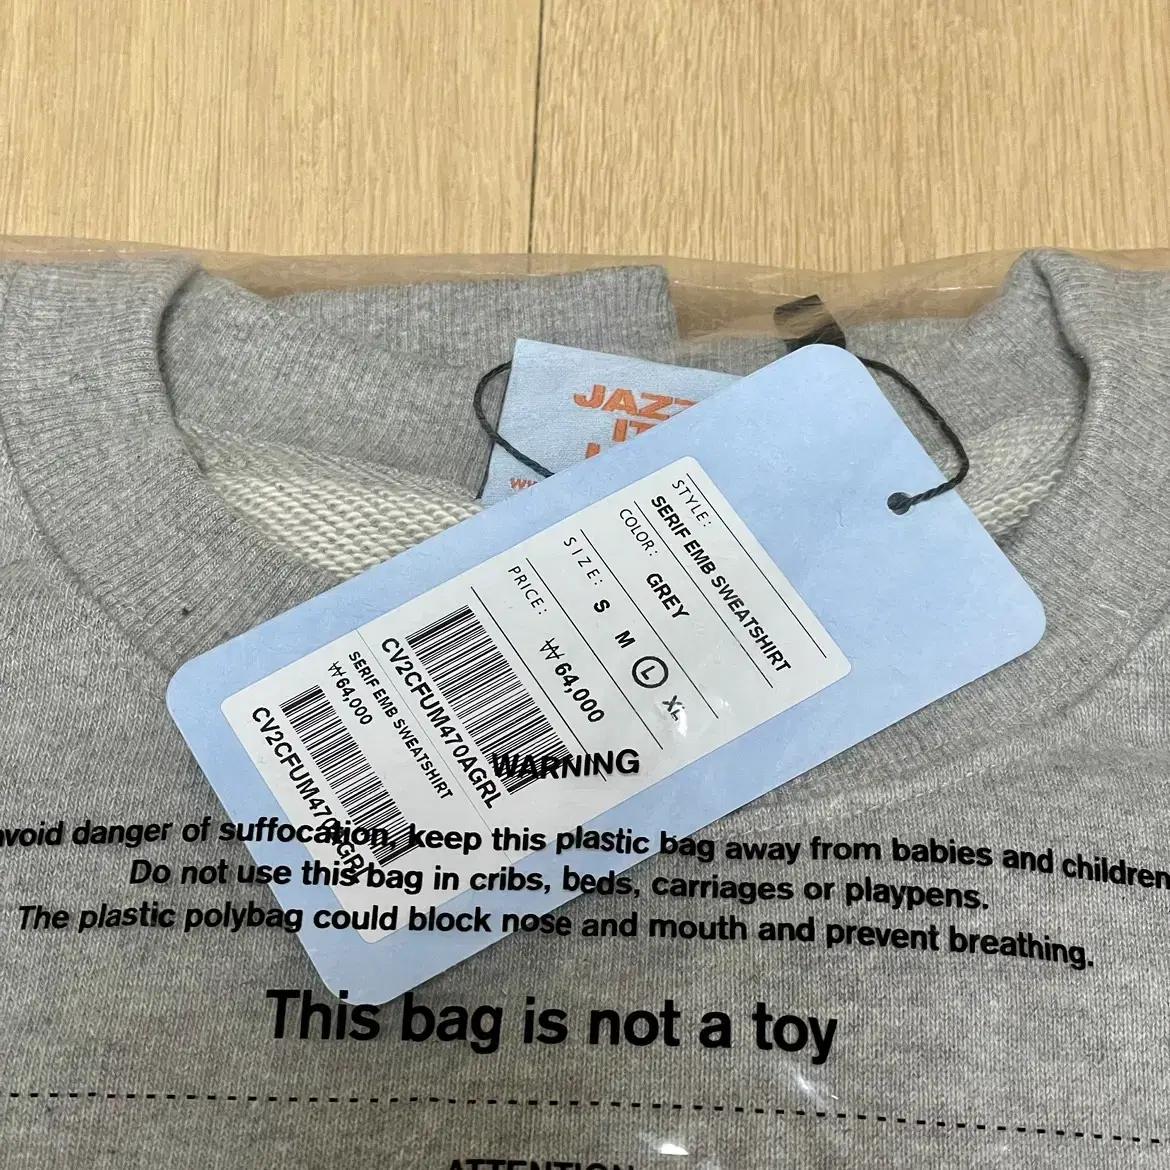 JAZZ
STYLE:
SERIF EMB SWEATSHIRT
COLOR:
GREY
SIZE: S M L XL
PRICE:
₩64,000
CV2CFUM470AGRL
SERIF EMB SWEATSHIRT
₩64,000
CV2CFUM470AGRL
WARNING
avoid danger of suffocation, keep this plastic bag away from babies and children
Do not use this bag in cribs, beds, carriages or playpens.
The plastic polybag could block nose and mouth and prevent breathing.
This bag is not a toy
ATTENTION